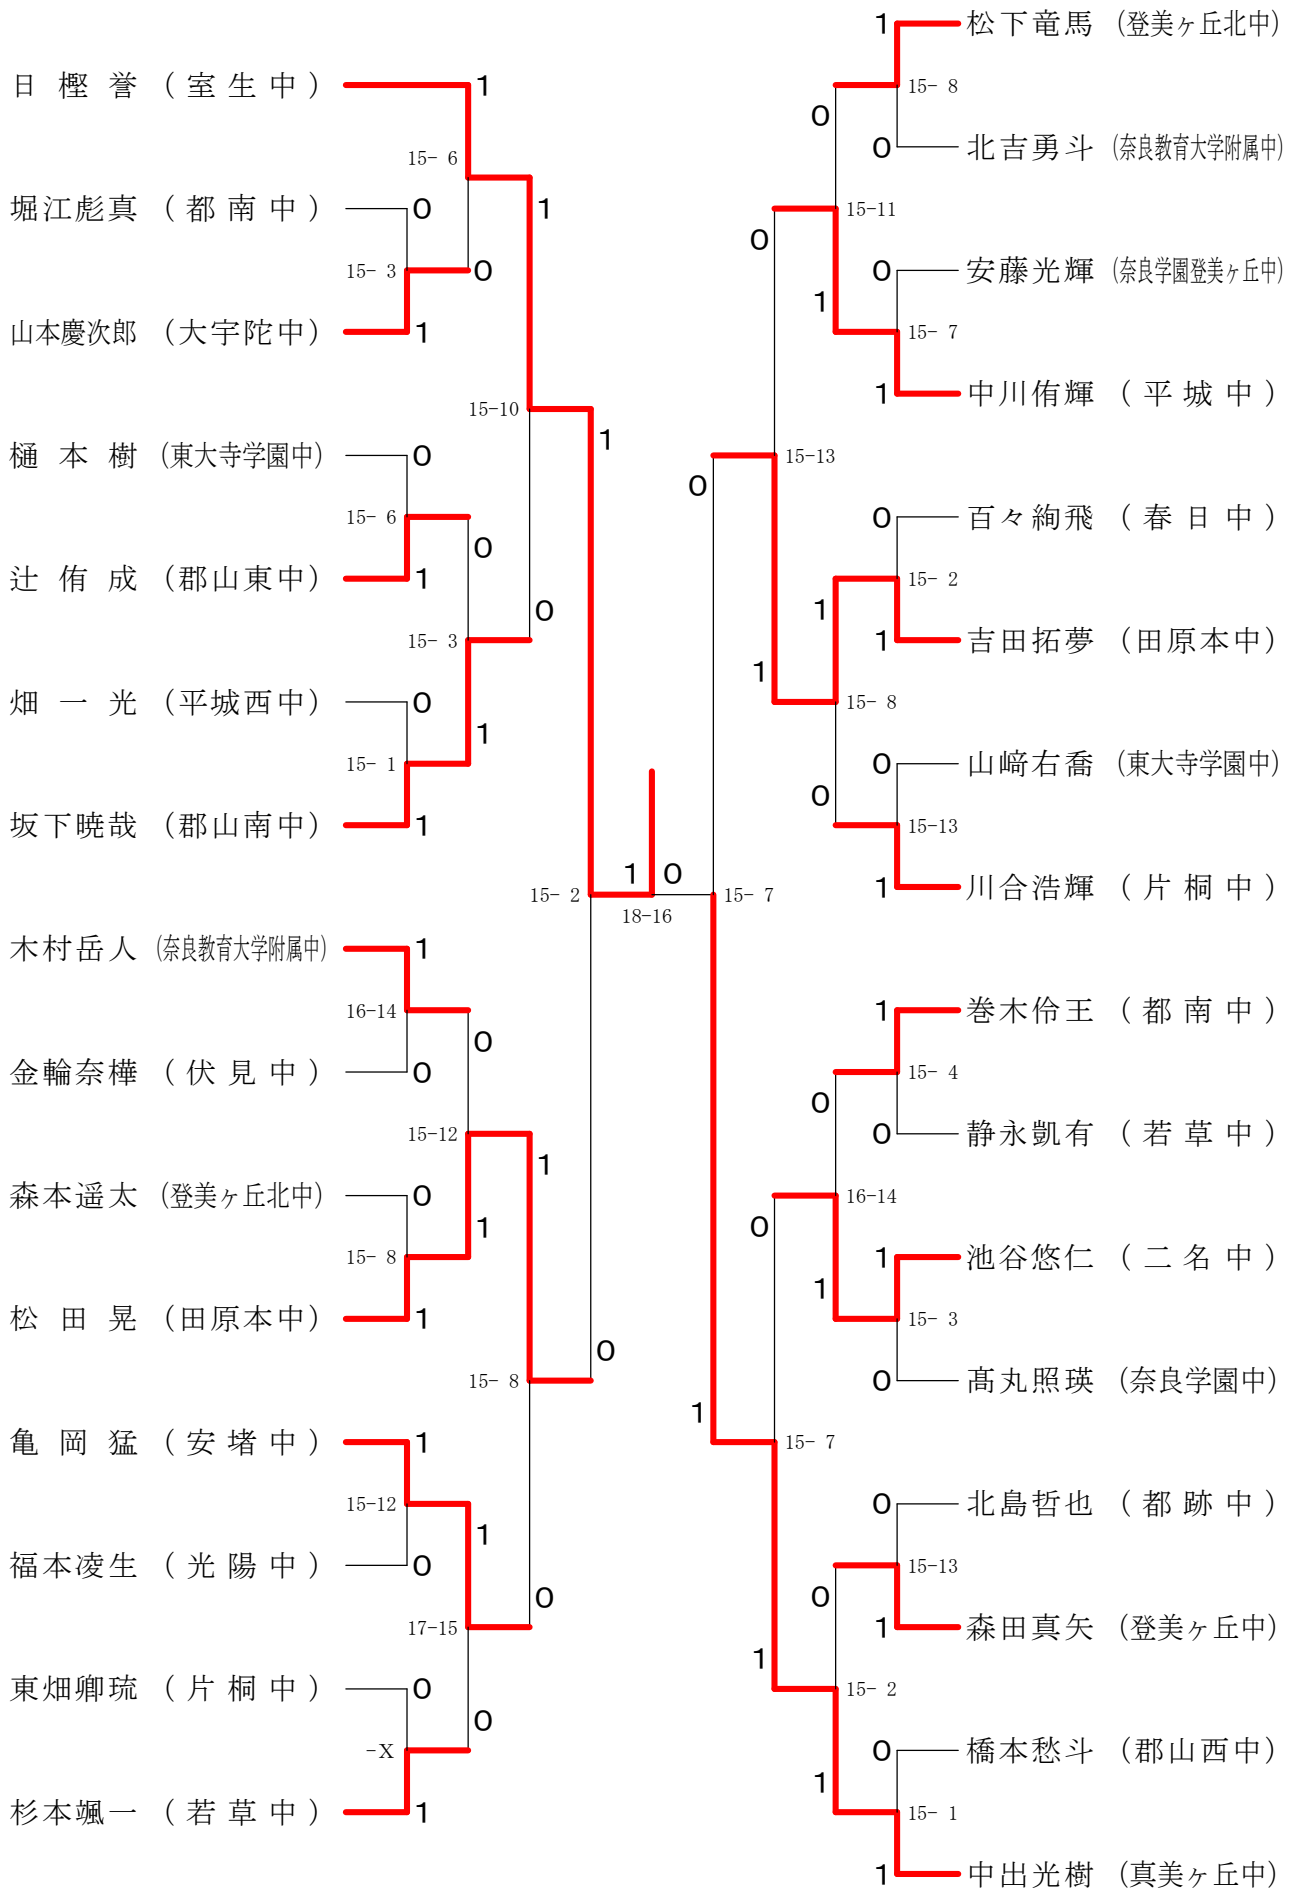 日 樫 誉 (室生中) 1
15- 6
堀江彪真 (都南中) 0
1
15- 3
0
山本慶次郎 (大宇陀中) 1
15-10
樋 本 樹 (東大寺学園中) 0
1
15- 6
0
辻 侑 成 (郡山東中) 1
0
15- 3
畑 一 光 (平城西中) 0
1
15- 1
坂下暁哉 (郡山南中) 1
15- 2
1
0
18-16
木村岳人 (奈良教育大学附属中) 1
16-14
0
金輪奈樺 (伏見中) 0
15-12
1
森本遥太 (登美ヶ丘北中) 0
1
15- 8
松 田 晃 (田原本中) 1
0
15- 8
亀 岡 猛 (安堵中) 1
15-12
1
福本凌生 (光陽中) 0
0
17-15
東畑卿琉 (片桐中) 0
0
-X
杉本颯一 (若草中) 1
1 松下竜馬 (登美ヶ丘北中)
15- 8
0
0 北吉勇斗 (奈良教育大学附属中)
15-11
0
0 安藤光輝 (奈良学園登美ヶ丘中)
1
15- 7
1 中川侑輝 (平城中)
15-13
0
0 百々絢飛 (春日中)
15- 2
1
1 吉田拓夢 (田原本中)
1
15- 8
0 山﨑右喬 (東大寺学園中)
0
15-13
1 川合浩輝 (片桐中)
15- 7
1 巻木伶王 (都南中)
15- 4
0
0 静永凱有 (若草中)
16-14
0
1 池谷悠仁 (二名中)
1
15- 3
0 髙丸照瑛 (奈良学園中)
1
15- 7
0 北島哲也 (都跡中)
15-13
0
1 森田真矢 (登美ヶ丘中)
1
15- 2
0 橋本愁斗 (郡山西中)
1
15- 1
1 中出光樹 (真美ヶ丘中)